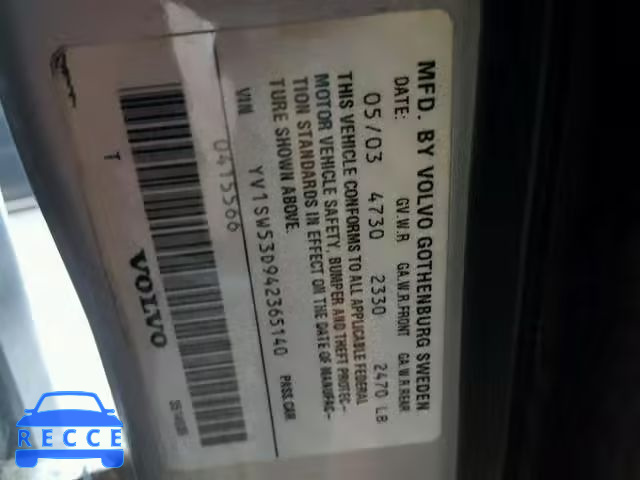 MFD. BY VOLVO GOTHENBURG SWEDEN
DATE: GV.W.R GA.W.R.FRONT GA.W.R.REAR
05/03 4730 2330 2470 LB
THIS VEHICLE CONFORMS TO ALL APPLICABLE FEDERAL
MOTOR VEHICLE SAFETY, BUMPER AND THEFT PROTEC-
TION STANDARDS IN EFFECT ON THE DATE OF MANUFAC-
TURE SHOWN ABOVE.
VIN YV1SW53D942365140 PASS.CAR
0415566
T VOLVO
RECCE